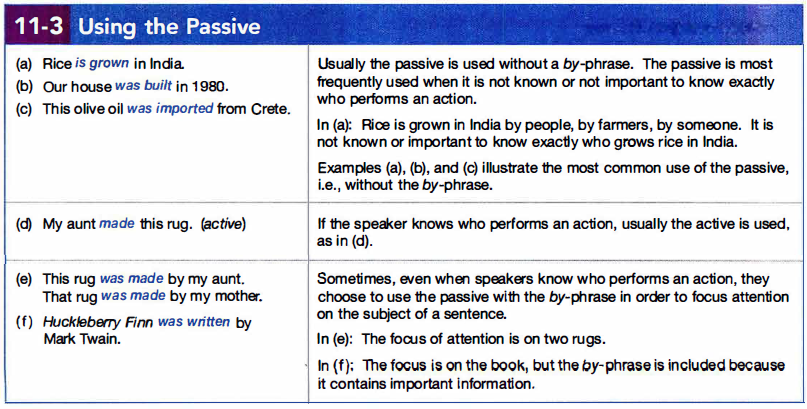 11-3 Using the Passive
(a) Rice is grown in India.
(b) Our house was built in 1980.
(c) This olive oil was imported from Crete.
Usually the passive is used without a by-phrase. The passive is most
frequently used when it is not known or not important to know exactly
who performs an action.
In (a): Rice is grown in India by people, by farmers, by someone. It is
not known or important to know exactly who grows rice in India.
Examples (a), (b), and (c) illustrate the most common use of the passive,
i.e., without the by-phrase.
(d) My aunt made this rug. (active)
If the speaker knows who performs an action, usually the active is used,
as in (d).
(e) This rug was made by my aunt.
That rug was made by my mother.
(f) Huckleberry Finn was written by
Mark Twain.
Sometimes, even when speakers know who performs an action, they
choose to use the passive with the by-phrase in order to focus attention
on the subject of a sentence.
In (e): The focus of attention is on two rugs.
In (f): The focus is on the book, but the by-phrase is included because
it contains important information.